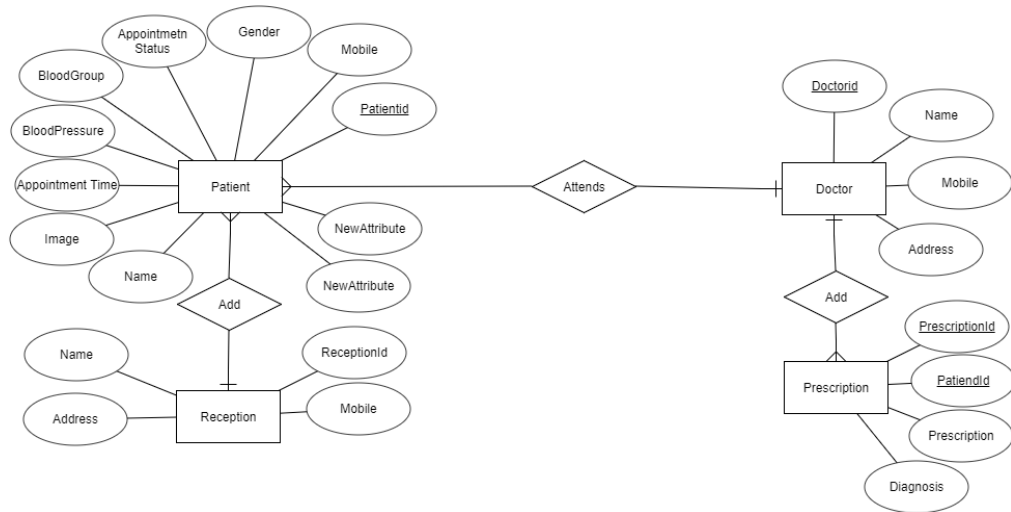 Appointmetn
Status
Gender
Mobile
BloodGroup
Patientid
Doctorid
BloodPressure
Name
Appointment Time
Patient
Attends
Doctor
Mobile
Image
NewAttribute
Address
Name
NewAttribute
Add
Add
PrescriptionId
Name
ReceptionId
Prescription
PatiendId
Address
Reception
Mobile
Prescription
Diagnosis